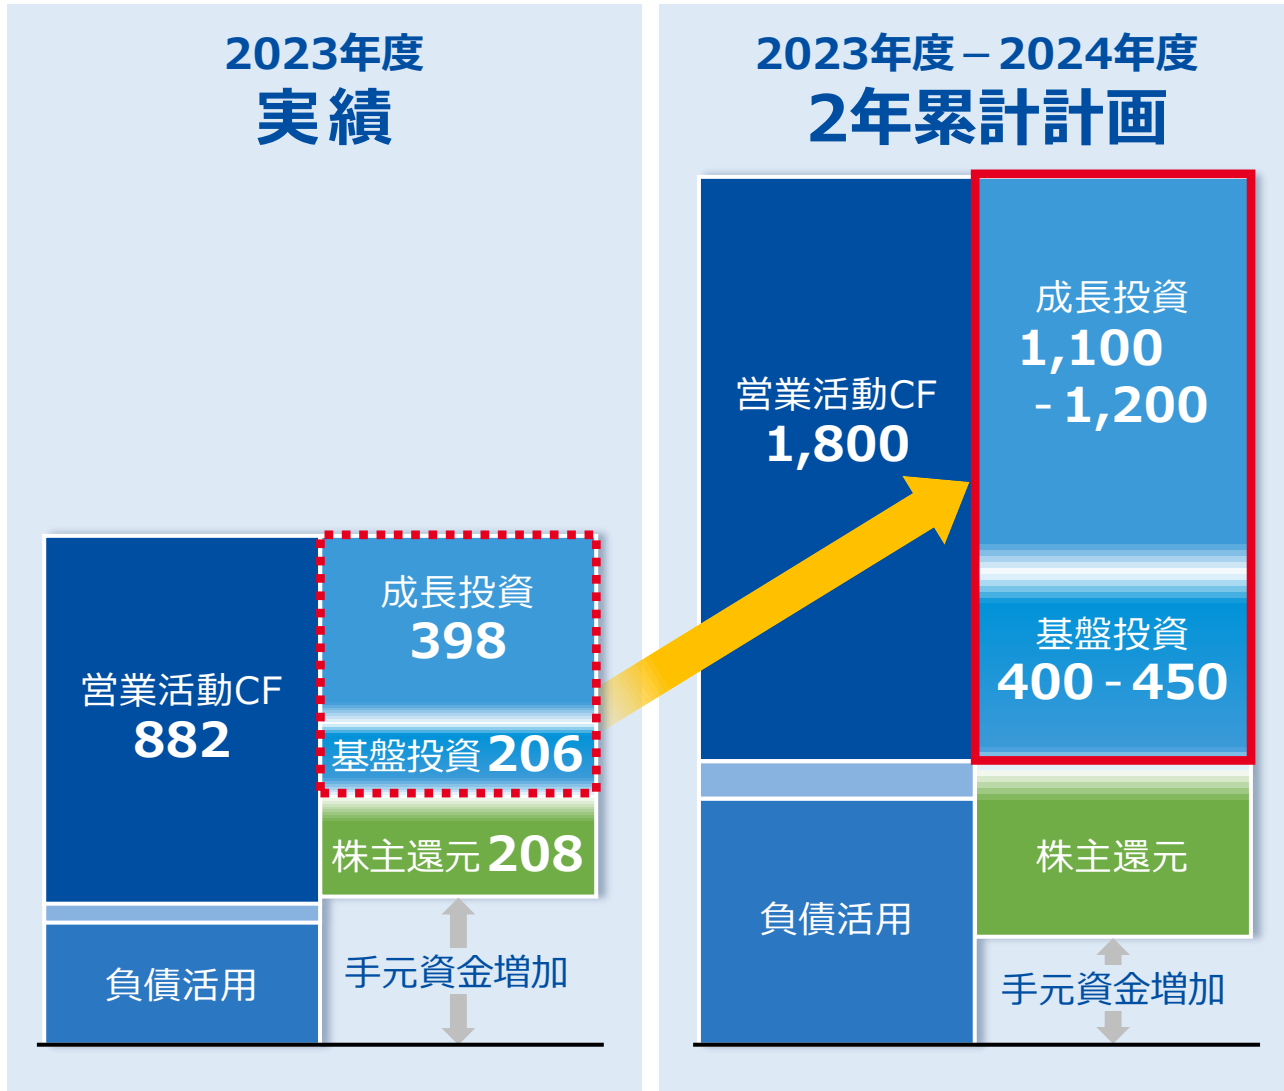 2023年度
実績
営業活動CF
882
負債活用
成長投資
398
基盤投資 206
株主還元 208
手元資金増加
2023年度－2024年度
2年累計計画
営業活動CF
1,800
負債活用
成長投資
1,100
- 1,200
基盤投資
400 - 450
株主還元
手元資金増加